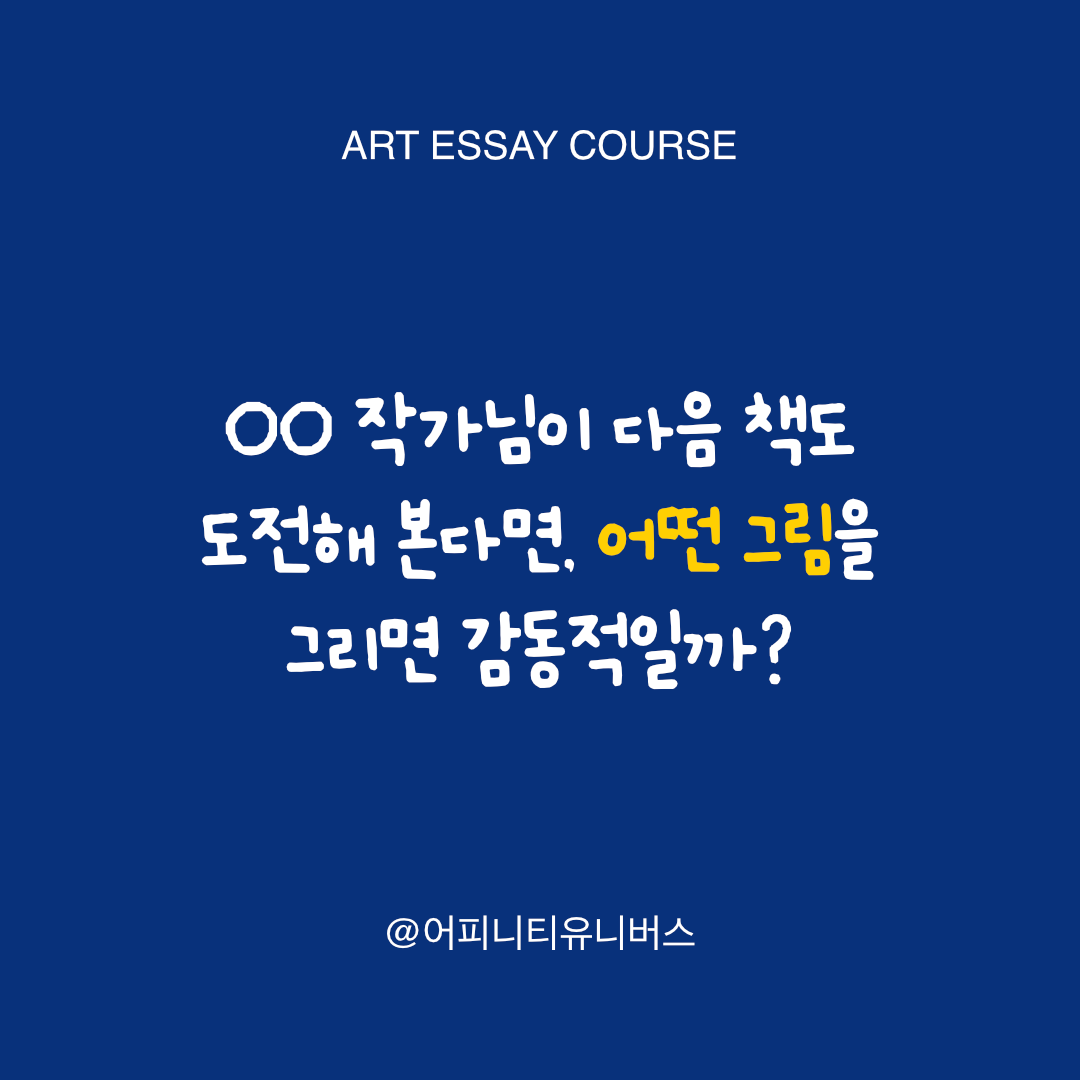 ART ESSAY COURSE
○○ 작가님이 다음 책도
도전해 본다면, 어떤 그림을
그리면 감동적일까?
@어피니티유니버스